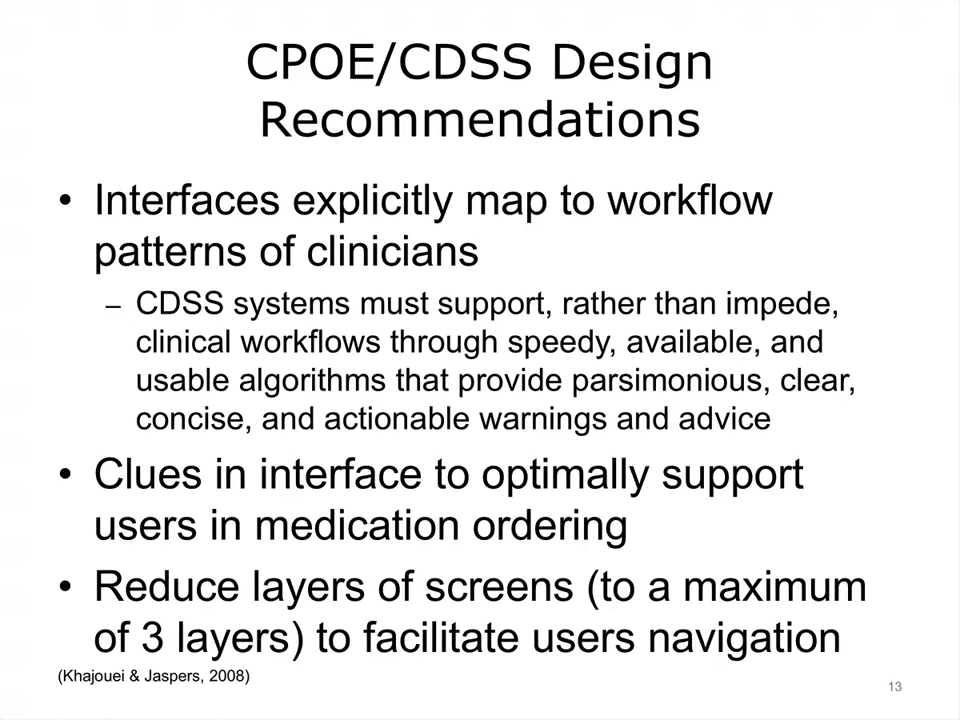 CPOE/CDSS Design
Recommendations
• Interfaces explicitly map to workflow
patterns of clinicians
– CDSS systems must support, rather than impede,
clinical workflows through speedy, available, and
usable algorithms that provide parsimonious, clear,
concise, and actionable warnings and advice
• Clues in interface to optimally support
users in medication ordering
• Reduce layers of screens (to a maximum
of 3 layers) to facilitate users navigation
(Khajouei & Jaspers, 2008)
13